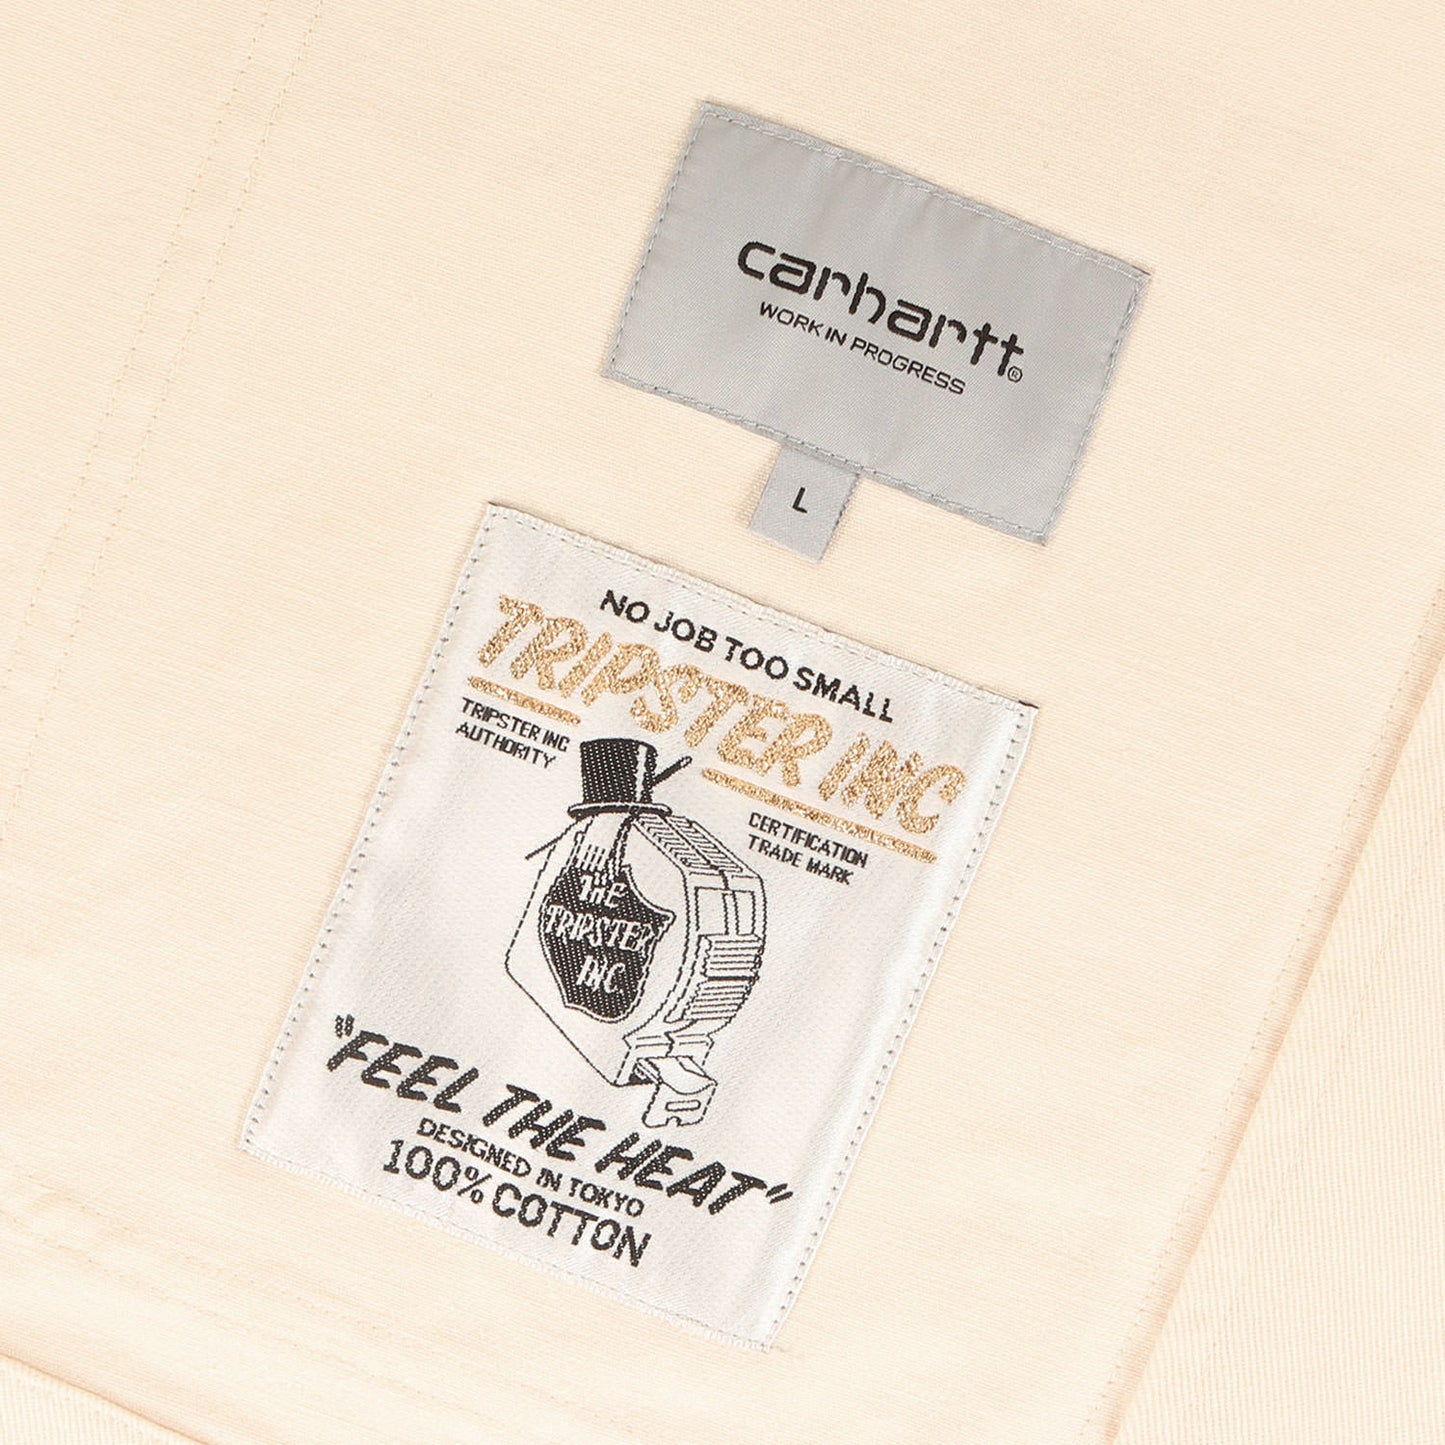 carhartt®
WORK IN PROGRESS
L
NO JOB TOO SMALL
TRIPSTER INC
TRIPSTER INC
AUTHORITY
CERTIFICATION
TRADE MARK
THE
TRIPSTER
INC
"FEEL THE HEAT"
DESIGNED IN TOKYO
100% COTTON